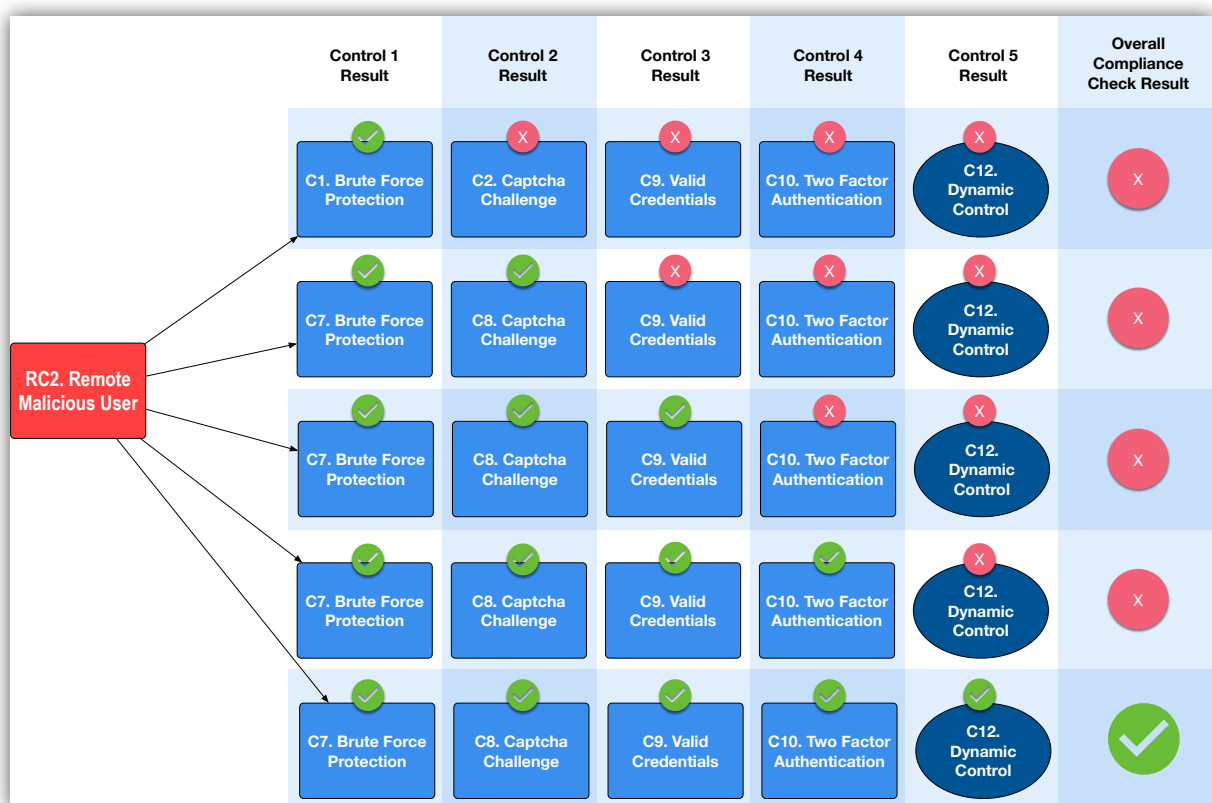 Control 1
Result
Control 2
Result
Control 3
Result
Control 4
Result
Control 5
Result
Overall
Compliance
Check Result
X
X
X
X
X
C1. Brute Force
Protection
C2. Captcha
Challenge
C9. Valid
Credentials
C10. Two Factor
Authentication
C12.
Dynamic
Control
X
X
X
X
C7. Brute Force
Protection
C8. Captcha
Challenge
C9. Valid
Credentials
C10. Two Factor
Authentication
C12.
Dynamic
Control
RC2. Remote
Malicious User
X
X
X
C7. Brute Force
Protection
C8. Captcha
Challenge
C9. Valid
Credentials
C10. Two Factor
Authentication
C12.
Dynamic
Control
X
X
C7. Brute Force
Protection
C8. Captcha
Challenge
C9. Valid
Credentials
C10. Two Factor
Authentication
C12.
Dynamic
Control
C7. Brute Force
Protection
C8. Captcha
Challenge
C9. Valid
Credentials
C10. Two Factor
Authentication
C12.
Dynamic
Control